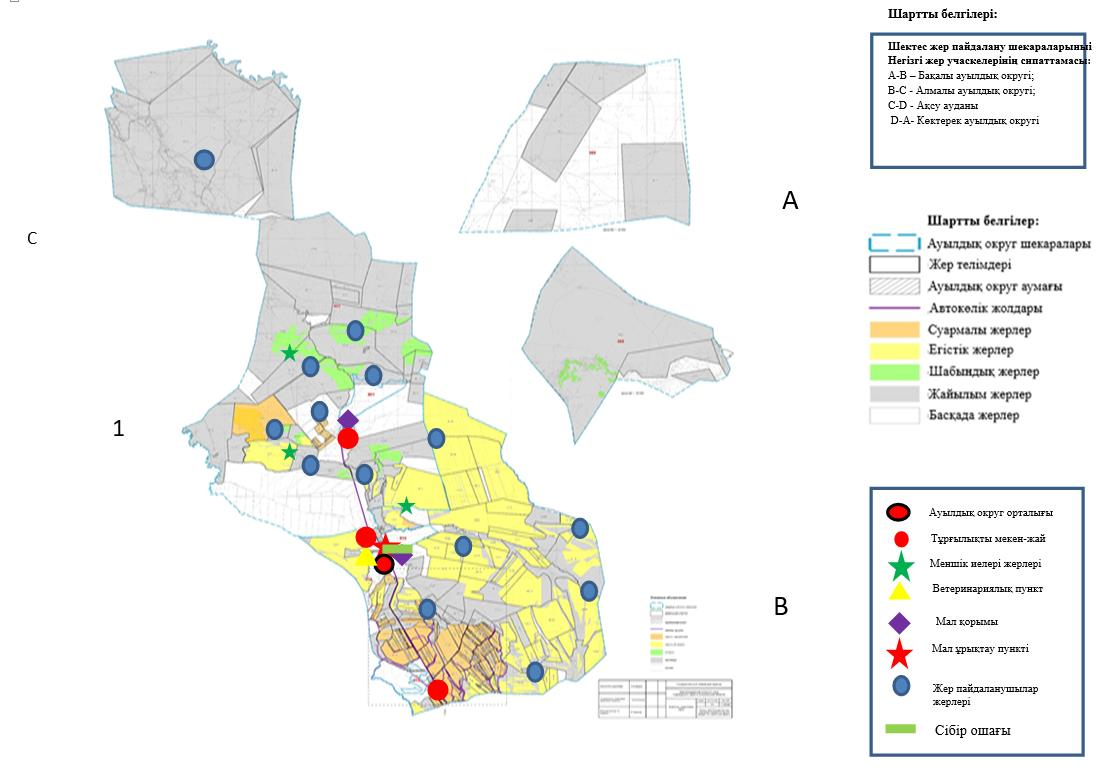 Шартты белгілері:
Шектес жер пайдалану шекараларыныі
Негізгі жер учаскелерінің сипаттамасы:
А-В – Бақалы ауылдық округі;
В-С - Алмалы ауылдық округі;
С-D - Ақсу ауданы
D-А- Көктерек ауылдық округі
А
С
Шартты белгілер:
Ауылдық округ шекаралары
Жер телімдері
Ауылдық округ аумағы
Автокөлік жолдары
Суармалы жерлер
Егістік жерлер
Шабындық жерлер
Жайылым жерлер
Басқада жерлер
1
Ауылдық округ орталығы
Тұрғылықты мекен-жай
Меншік иелері жерлері
Ветеринариялық пункт
Мал қорымы
Мал ұрықтау пункті
Жер пайдаланушылар
жерлері
Сібір ошағы
В